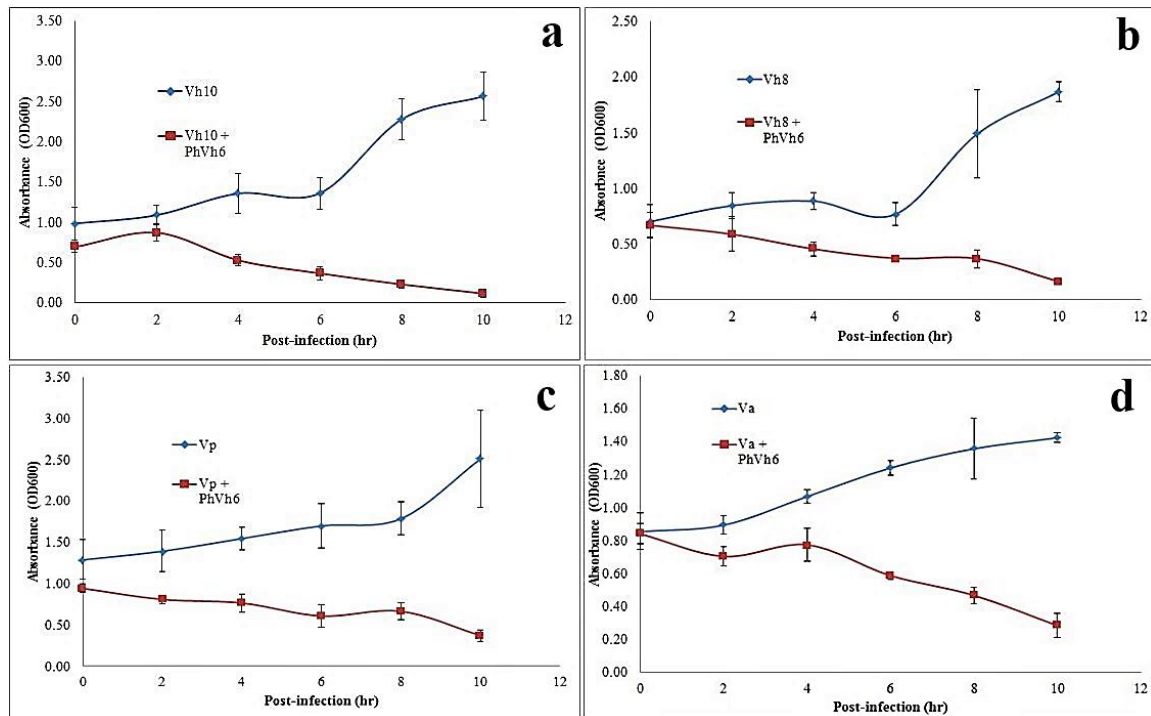 a
3.50
3.00
2.50
2.00
1.50
1.00
0.50
0.00
Absorbance (OD600)
Vh10
Vh10 +
PhVh6
0 2 4 6 8 10 12
Post-infection (hr)
b
2.50
2.00
1.50
1.00
0.50
0.00
Absorbance (OD600)
Vh8
Vh8 +
PhVh6
0 2 4 6 8 10 12
Post-infection (hr)
c
3.50
3.00
2.50
2.00
1.50
1.00
0.50
0.00
Absorbance (OD600)
Vp
Vp +
PhVh6
0 2 4 6 8 10 12
Post-infection (hr)
d
1.80
1.60
1.40
1.20
1.00
0.80
0.60
0.40
0.20
0.00
Absorbance (OD600)
Va
Va +
PhVh6
0 2 4 6 8 10 12
Post-infection (hr)